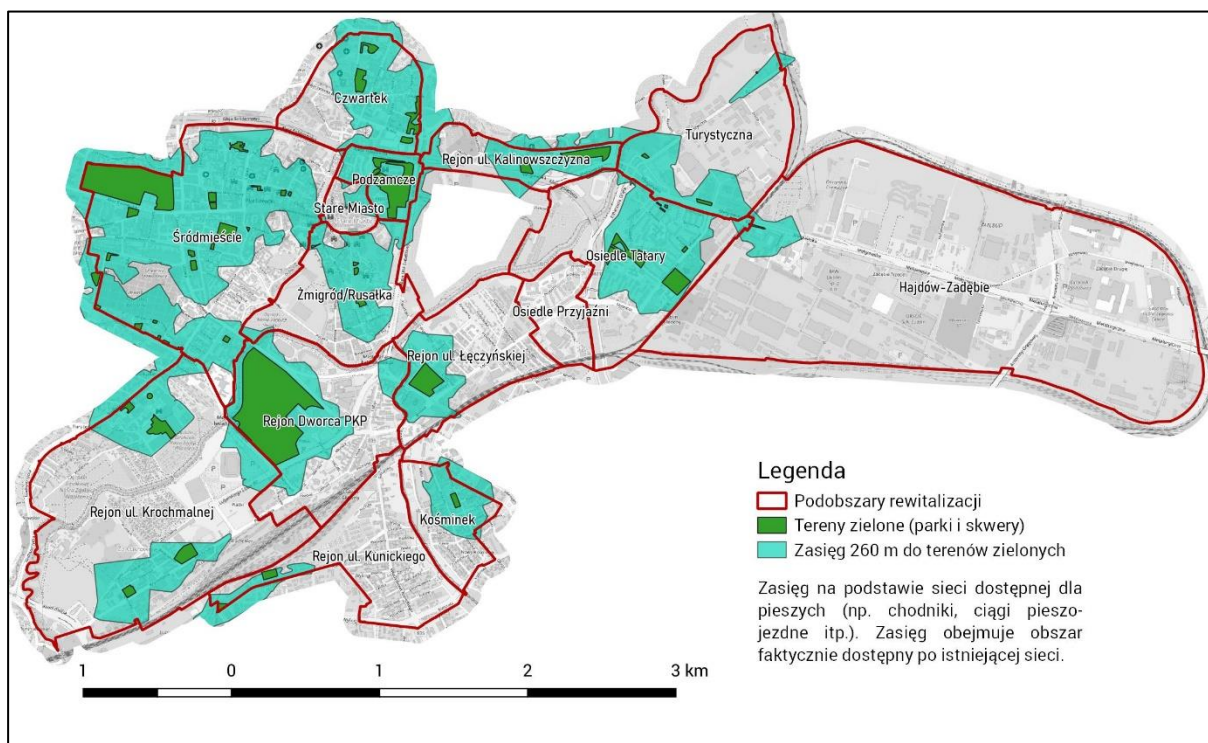 Czwartek
Turystyczna
Rejon ul. Kalinowszczyzna
Podzamcze
Stare Miasto
Śródmieście
Osiedle Tatary
Hajdów-Zadębie
Żmigród/Rusałka
Osiedle Przyjaźni
Rejon ul. Łęczyńskiej
Rejon Dworca PKP
Rejon ul. Krochmalnej
Kośminek
Rejon ul. Kunickiego
Legenda
Podobszary rewitalizacji
Tereny zielone (parki i skwery)
Zasięg 260 m do terenów zielonych
Zasięg na podstawie sieci dostępnej dla
pieszych (np. chodniki, ciągi pieszo-
jezdne itp.). Zasięg obejmuje obszar
faktycznie dostępny po istniejącej sieci.
1 0 1 2 3 km